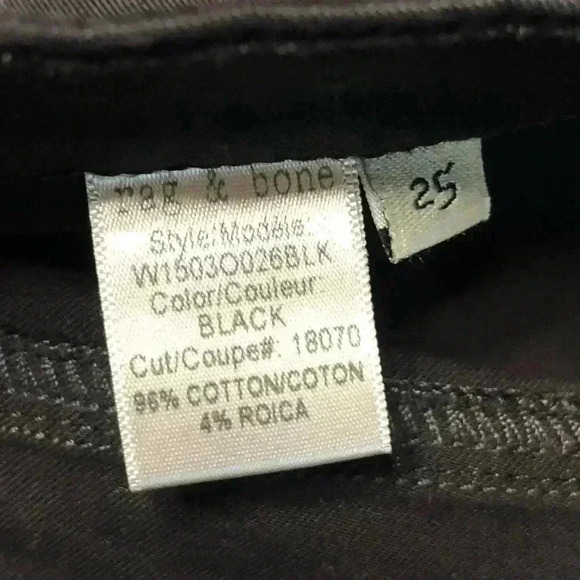 rag & bone
Style/Modèle:
W1503O026BLK
Color/Couleur:
BLACK
Cut/Coupe#: 18070
96% COTTON/COTON
4% ROICA
25